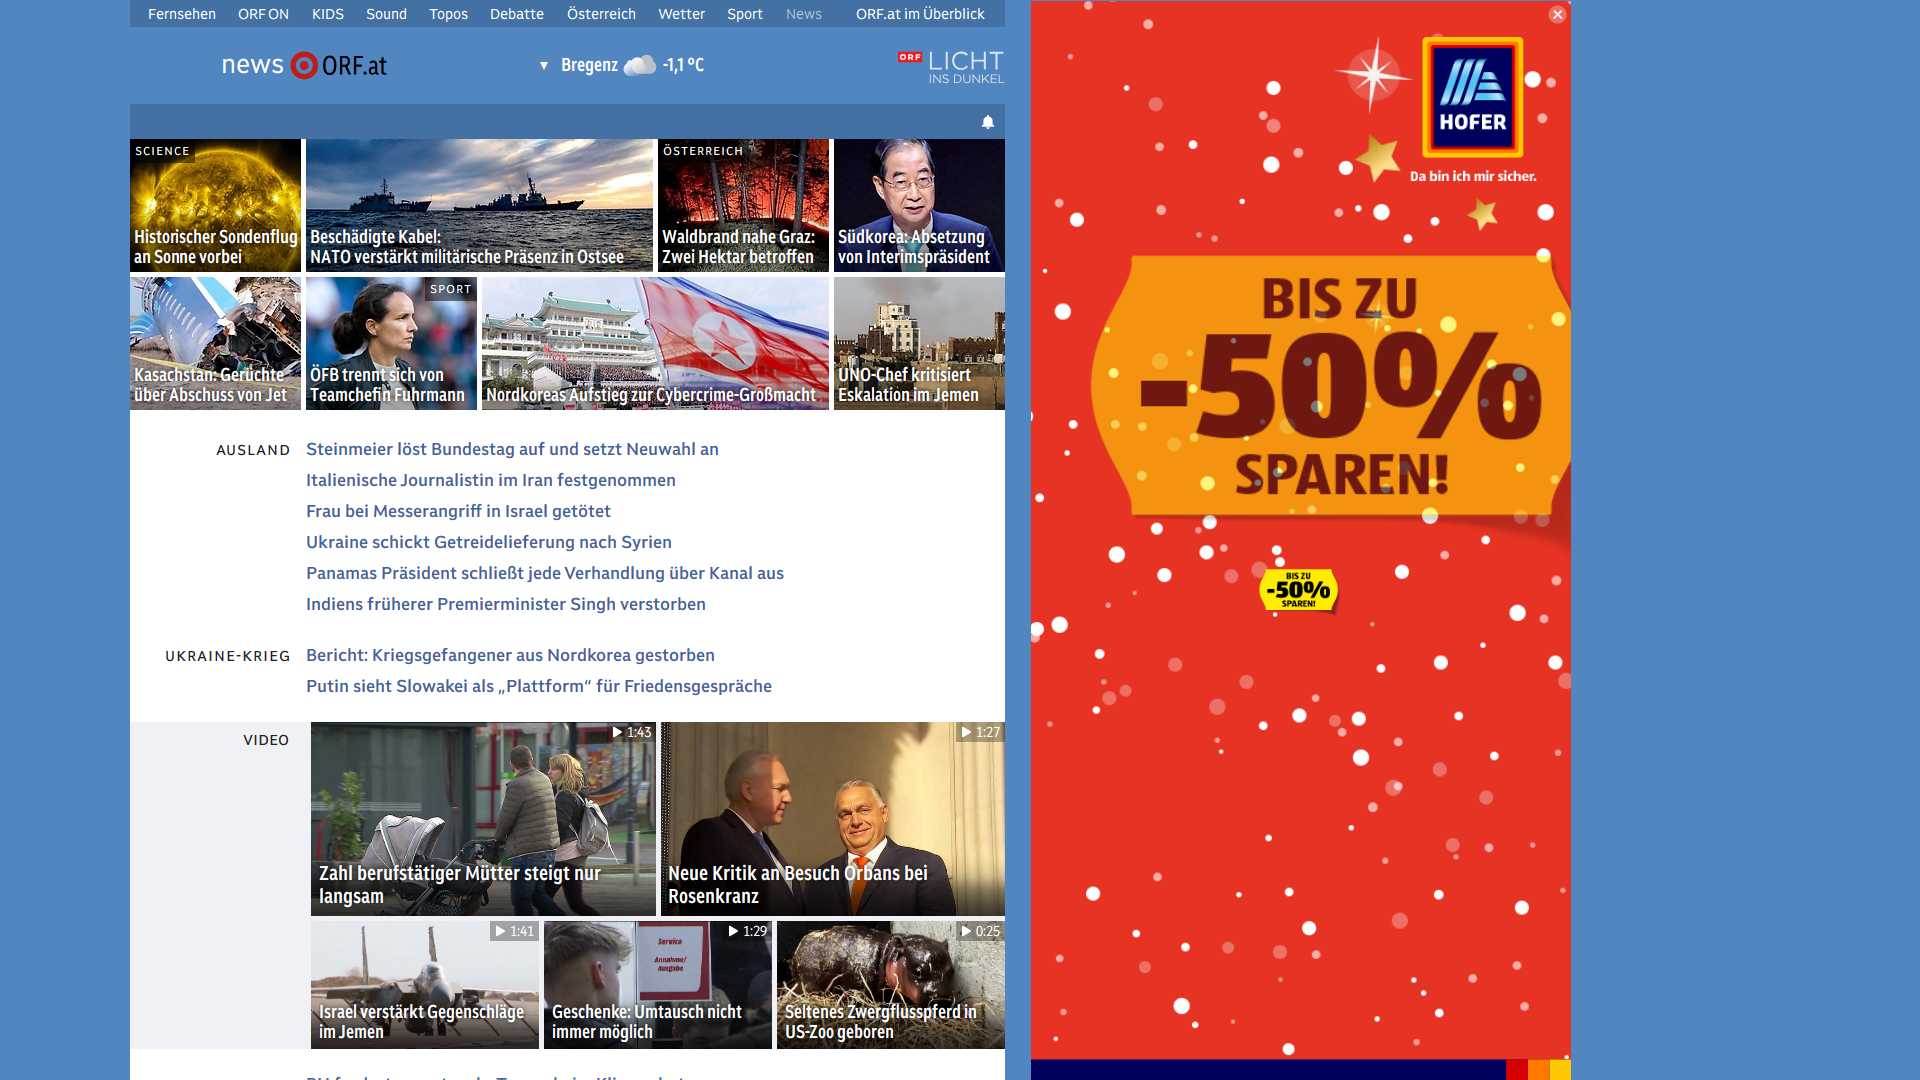 Fernsehen ORF ON KIDS Sound Topos Debatte Österreich Wetter Sport News ORF.at im Überblick
news ORF.at
Bregenz -1,1 °C
ORF LICHT
INS DUNKEL
SCIENCE
Historischer Sondenflug
an Sonne vorbei
Beschädigte Kabel:
NATO verstärkt militärische Präsenz in Ostsee
ÖSTERREICH
Waldbrand nahe Graz:
Zwei Hektar betroffen
Südkorea: Absetzung
von Interimspräsident
Kasachstan: Gerüchte
über Abschuss von Jet
SPORT
ÖFB trennt sich von
Teamchefin Fuhrmann
Nordkoreas Aufstieg zur Cybercrime-Großmacht
UNO-Chef kritisiert
Eskalation im Jemen
AUSLAND
Steinmeier löst Bundestag auf und setzt Neuwahl an
Italienische Journalistin im Iran festgenommen
Frau bei Messerangriff in Israel getötet
Ukraine schickt Getreidelieferung nach Syrien
Panamas Präsident schließt jede Verhandlung über Kanal aus
Indiens früherer Premierminister Singh verstorben
UKRAINE-KRIEG
Bericht: Kriegsgefangener aus Nordkorea gestorben
Putin sieht Slowakei als „Plattform“ für Friedensgespräche
VIDEO
1:43
Zahl berufstätiger Mütter steigt nur
langsam
1:27
Neue Kritik an Besuch Orbans bei
Rosenkranz
1:41
Israel verstärkt Gegenschläge
im Jemen
1:29
Service
Annahme/
Ausgabe
Geschenke: Umtausch nicht
immer möglich
0:25
Seltenes Zwergflusspferd in
US-Zoo geboren
HOFER
Da bin ich mir sicher.
BIS ZU
-50%
SPAREN!
BIS ZU
-50%
SPAREN!